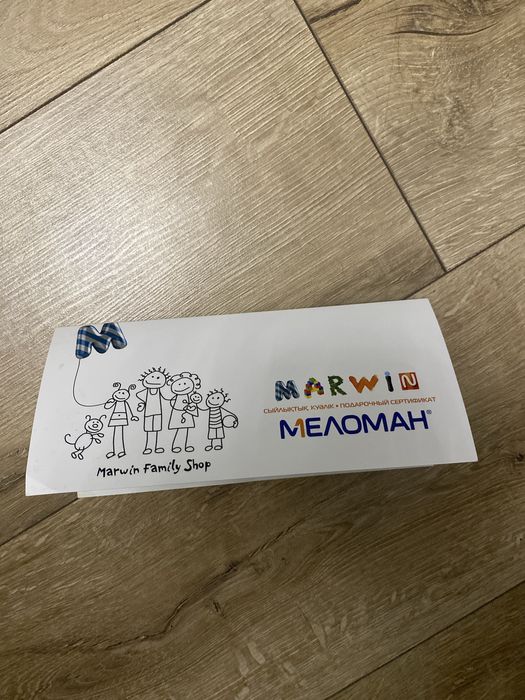 M
Marwin Family Shop
MARWiN
СЫЙЛЫҚТЫҚ КУӘЛІК • ПОДАРОЧНЫЙ СЕРТИФИКАТ
МЕЛОМАН®